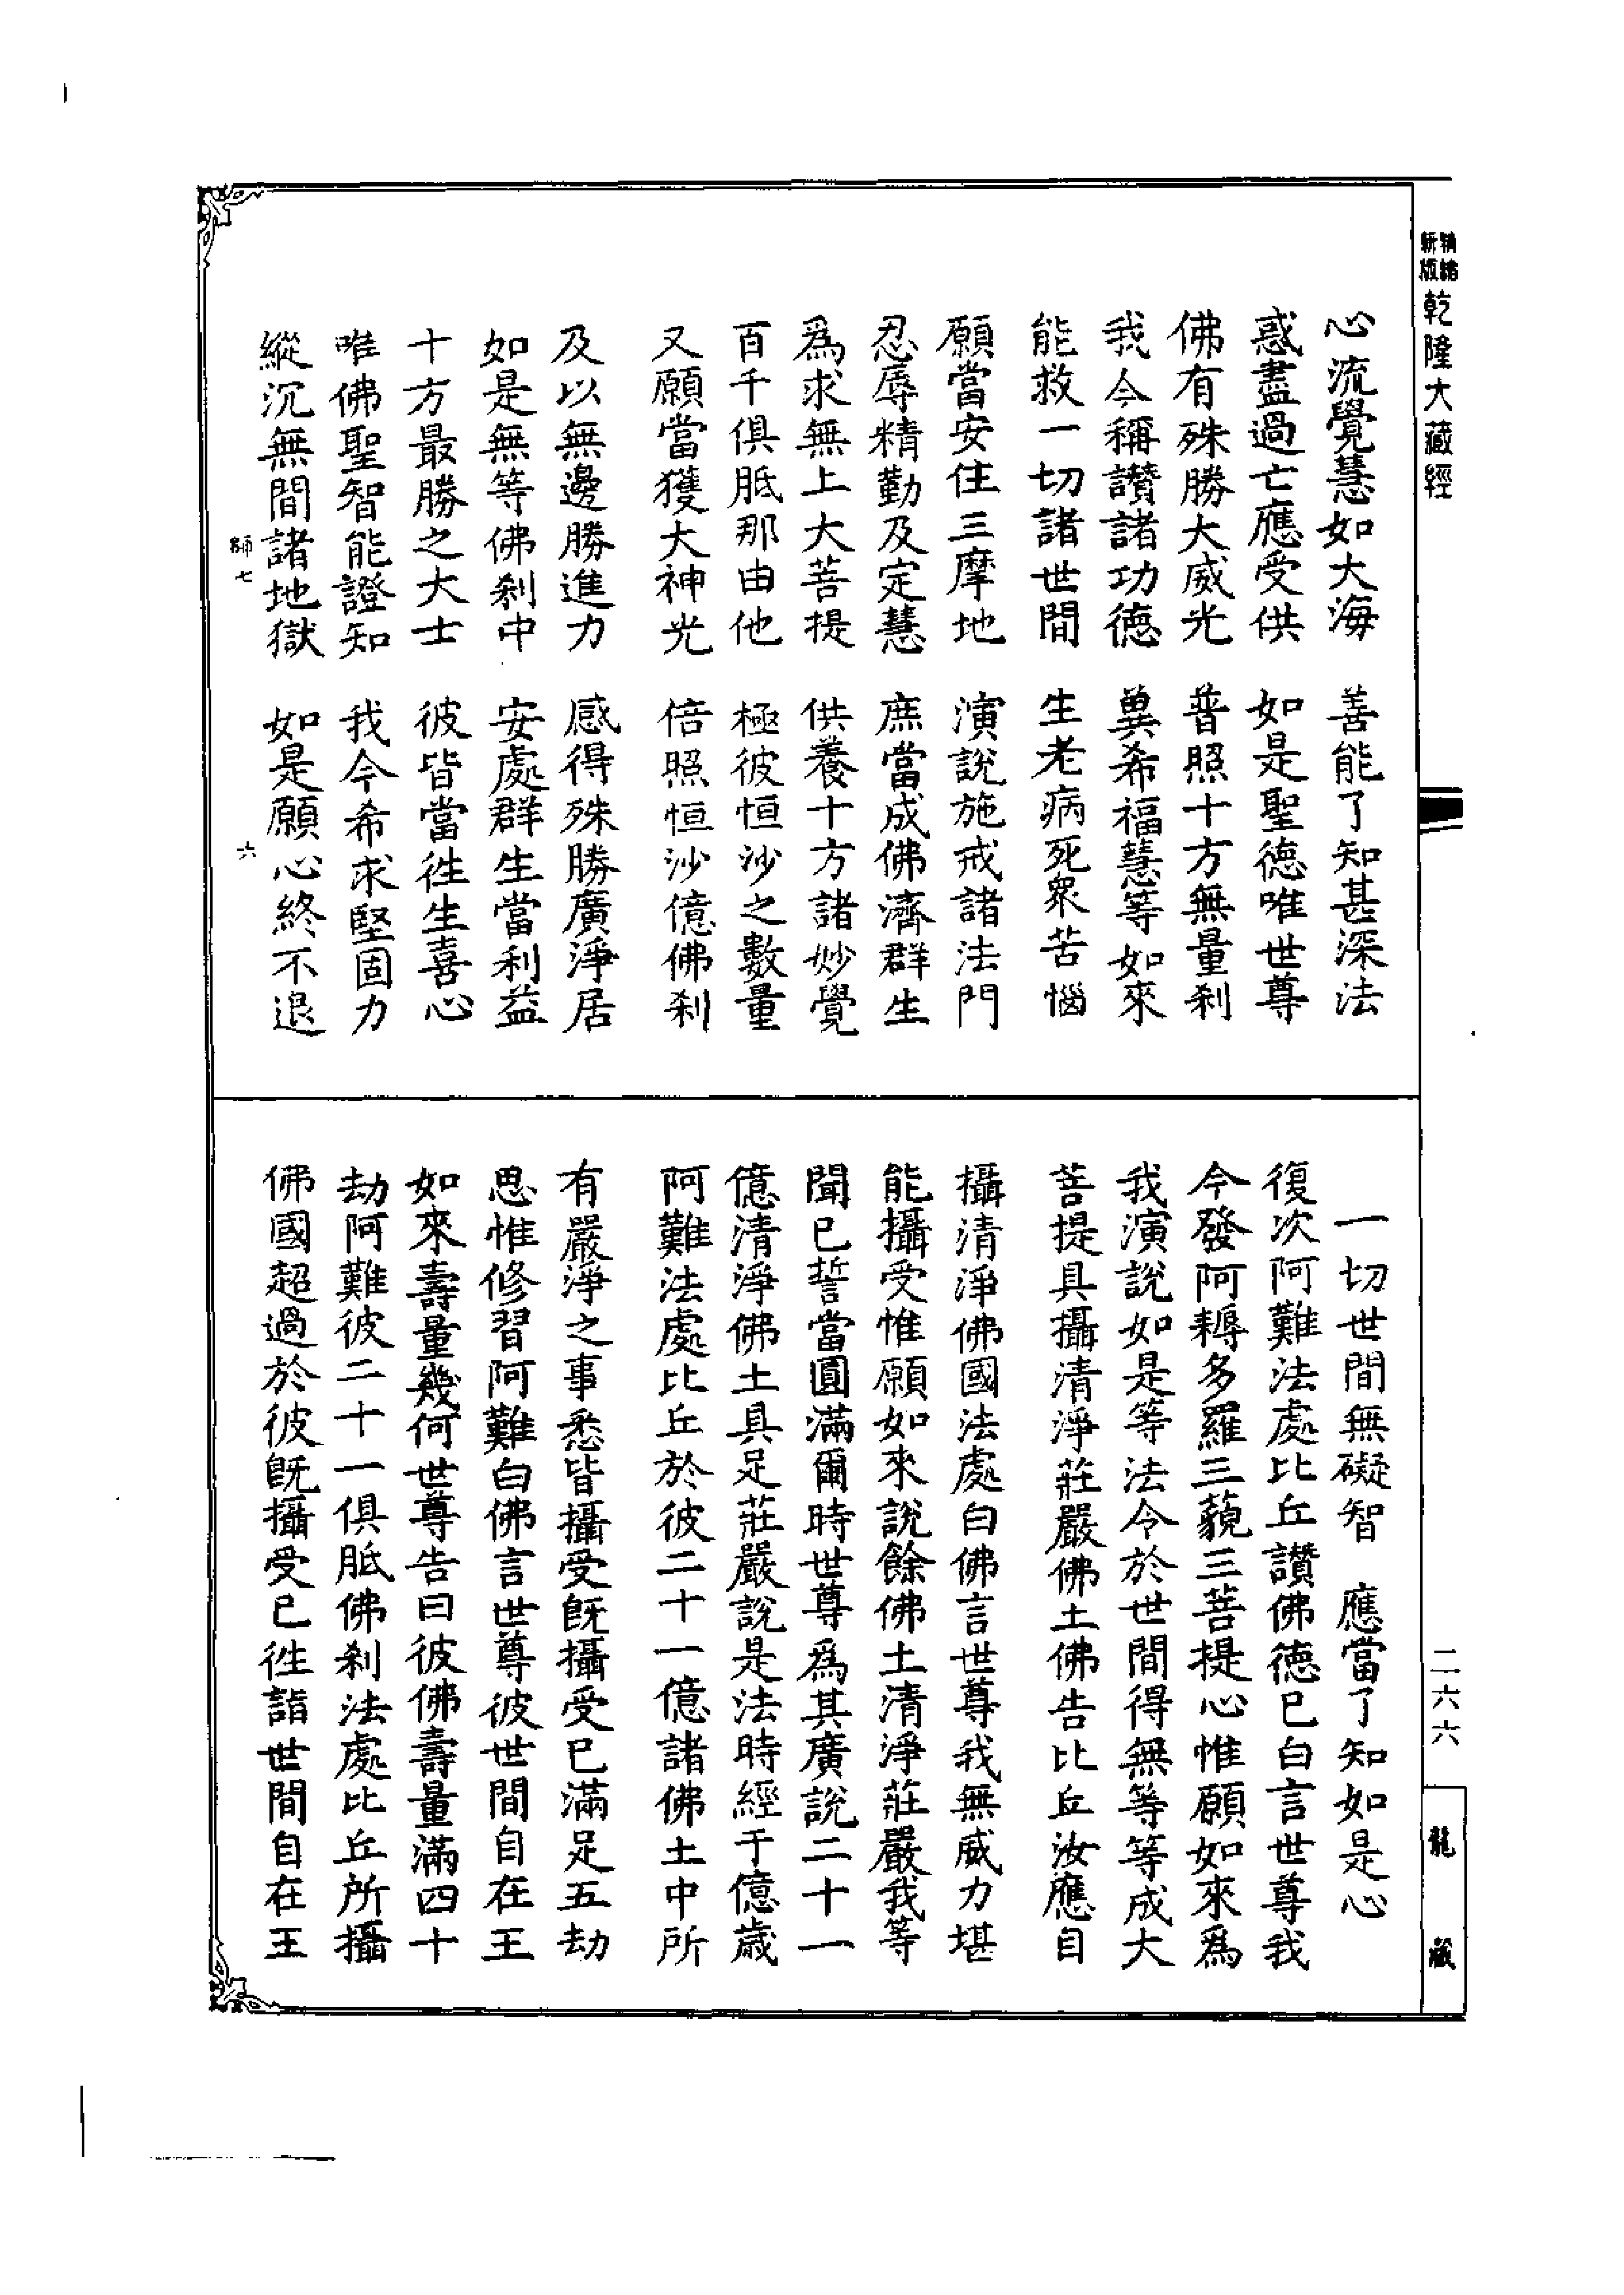 新版
精縮
乾隆大藏經
二六六
龍藏
心流覺慧如大海　善能了知甚深法
惑盡過亡應受供　如是聖德唯世尊
佛有殊勝大威光　普照十方無量刹
我今稱讚諸功德　冀希福慧等如來
能救一切諸世間　生老病死衆苦惱
願當安住三摩地　演說施戒諸法門
忍辱精勤及定慧　庶當成佛濟群生
爲求無上大菩提　供養十方諸妙覺
百千俱胝那由他　極彼恒沙之數量
又願當獲大神光　倍照恒沙億佛刹
及以無邊勝進力　感得殊勝廣淨居
如是無等佛刹中　安處群生當利益
十方最勝之大士　彼皆當徃生喜心
唯佛聖智能證知　我今希求堅固力
縱沉無間諸地獄　如是願心終不退
師七　六
一切世間無礙智　應當了知如是心
復次阿難法處比丘讚佛德已白言世尊我
今發阿耨多羅三藐三菩提心惟願如來爲
我演說如是等法令於世間得無等等成大
菩提具攝清淨莊嚴佛土佛告比丘汝應自
攝清淨佛國法處白佛言世尊我無威力堪
能攝受惟願如來說餘佛土清淨莊嚴我等
聞已誓當圓滿爾時世尊爲其廣說二十一
億清淨佛土具足莊嚴說是法時經于億歲
阿難法處比丘於彼二十一億諸佛土中所
有嚴淨之事悉皆攝受旣攝受已滿足五劫
思惟修習阿難白佛言世尊彼世間自在王
如來壽量幾何世尊告曰彼佛壽量滿四十
劫阿難彼二十一俱胝佛刹法處比丘所攝
佛國超過於彼旣攝受已徃詣世間自在王